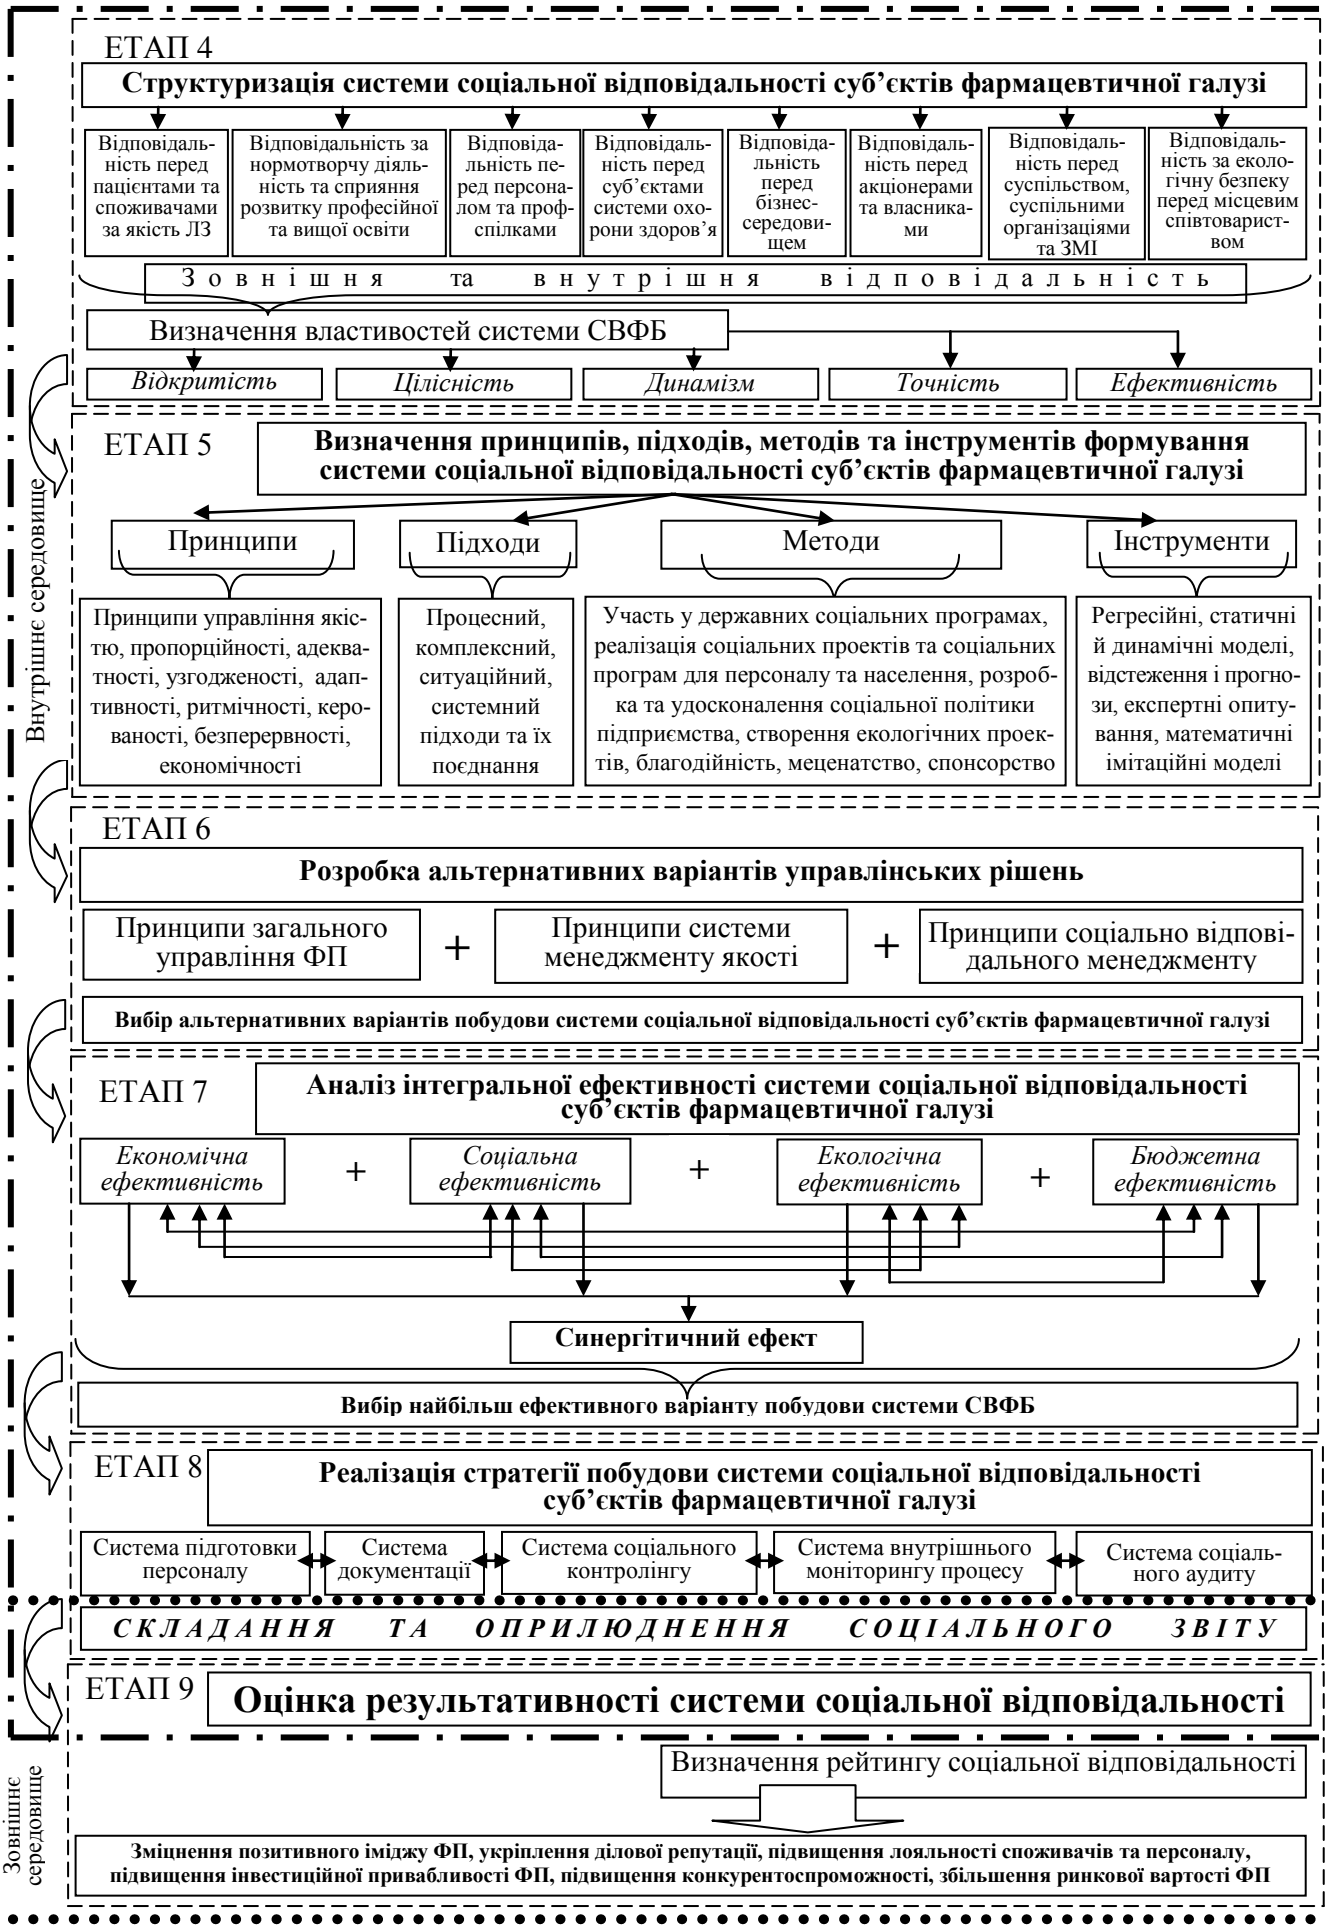 ЕТАП 4
Структуризація системи соціальної відповідальності суб’єктів фармацевтичної галузі
Відповідаль-
ність перед
пацієнтами та
споживачами
за якість ЛЗ
Відповідальність за
нормотворчу діяль-
ність та сприяння
розвитку професійної
та вищої освіти
Відповіда-
льність пе-
ред персона-
лом та проф-
спілками
Відповідаль-
ність перед
суб’єктами
системи охо-
рони здоров’я
Відповіда-
льність
перед
бізнес-
середови-
щем
Відповідаль-
ність перед
акціонерами
та власника-
ми
Відповідаль-
ність перед
суспільством,
суспільними
організаціями
та ЗМІ
Відповідаль-
ність за еколо-
гічну безпеку
перед місцевим
співтоварист-
вом
Зовнішня та внутрішня відповідальність
Визначення властивостей системи СВФБ
Відкритість
Цілісність
Динамізм
Точність
Ефективність
Внутрішнє середовище
ЕТАП 5
Визначення принципів, підходів, методів та інструментів формування
системи соціальної відповідальності суб’єктів фармацевтичної галузі
Принципи
Підходи
Методи
Інструменти
Принципи управління якіс-
тю, пропорційності, адеква-
тності, узгодженості, адап-
тивності, ритмічності, керо-
ваності, безперервності,
економічності
Процесний,
комплексний,
ситуаційний,
системний
підходи та їх
поєднання
Участь у державних соціальних програмах,
реалізація соціальних проектів та соціальних
програм для персоналу та населення, розроб-
ка та удосконалення соціальної політики
підприємства, створення екологічних проек-
тів, благодійність, меценатство, спонсорство
Регресійні, статичні
й динамічні моделі,
відстеження і прогно-
зи, експертні опиту-
вання, математичні
імітаційні моделі
ЕТАП 6
Розробка альтернативних варіантів управлінських рішень
Принципи загального
управління ФП
+
Принципи системи
менеджменту якості
+
Принципи соціально відпові-
дального менеджменту
Вибір альтернативних варіантів побудови системи соціальної відповідальності суб’єктів фармацевтичної галузі
ЕТАП 7
Аналіз інтегральної ефективності системи соціальної відповідальності
суб’єктів фармацевтичної галузі
Економічна
ефективність
+
Соціальна
ефективність
+
Екологічна
ефективність
+
Бюджетна
ефективність
Синергітичний ефект
Вибір найбільш ефективного варіанту побудови системи СВФБ
ЕТАП 8
Реалізація стратегії побудови системи соціальної відповідальності
суб’єктів фармацевтичної галузі
Система підготовки
персоналу
Система
документації
Система соціального
контролінгу
Система внутрішнього
моніторингу процесу
Система соціаль-
ного аудиту
СКЛАДАННЯ ТА ОПРИЛЮДНЕННЯ СОЦІАЛЬНОГО ЗВІТУ
ЕТАП 9
Оцінка результативності системи соціальної відповідальності
Зовнішнє
середовище
Визначення рейтингу соціальної відповідальності
Зміцнення позитивного іміджу ФП, укріплення ділової репутації, підвищення лояльності споживачів та персоналу,
підвищення інвестиційної привабливості ФП, підвищення конкурентоспроможності, збільшення ринкової вартості ФП